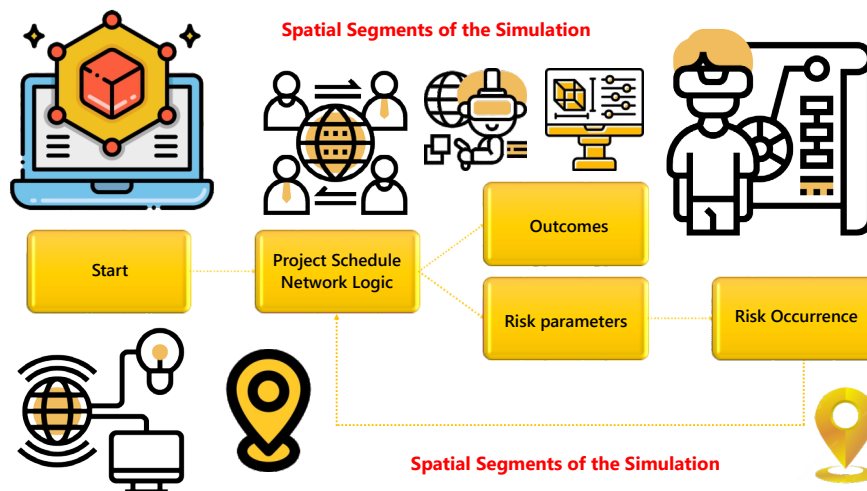 Spatial Segments of the Simulation
Start
Project Schedule
Network Logic
Outcomes
Risk parameters
Risk Occurrence
Spatial Segments of the Simulation